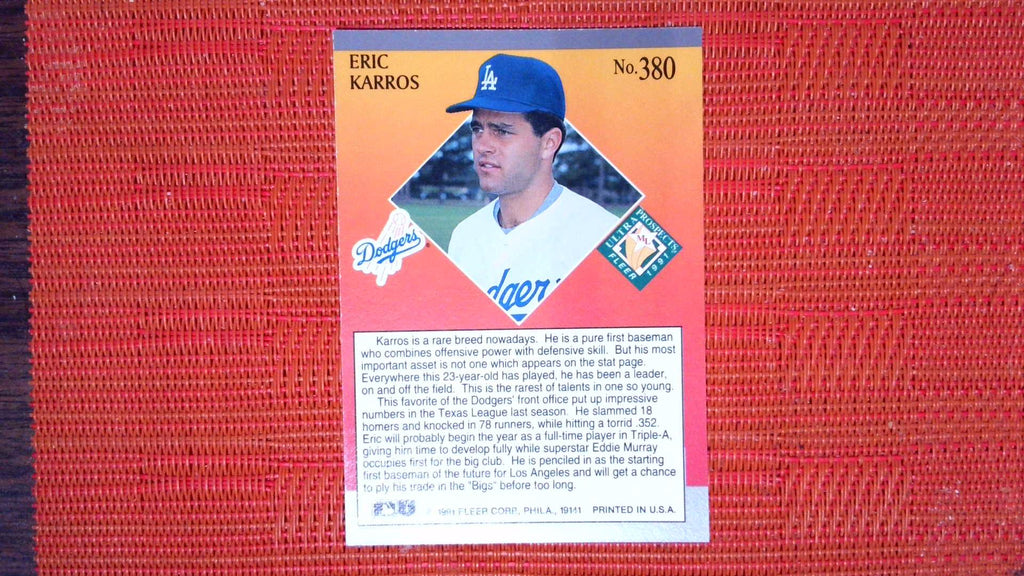 ERIC
KARROS
No.380
LA
Dodgers
dgers
ULTRA PROSPECTS
FLEER 1991
Karros is a rare breed nowadays. He is a pure first baseman
who combines offensive power with defensive skill. But his most
important asset is not one which appears on the stat page.
Everywhere this 23-year-old has played, he has been a leader,
on and off the field. This is the rarest of talents in one so young.
This favorite of the Dodgers' front office put up impressive
numbers in the Texas League last season. He slammed 18
homers and knocked in 78 runners, while hitting a torrid .352.
Eric will probably begin the year as a full-time player in Triple-A,
giving him time to develop fully while superstar Eddie Murray
occupies first for the big club. He is penciled in as the starting
first baseman of the future for Los Angeles and will get a chance
to ply his trade in the "Bigs" before too long.
© 1991 FLEER CORP., PHILA., 19141 PRINTED IN U.S.A.